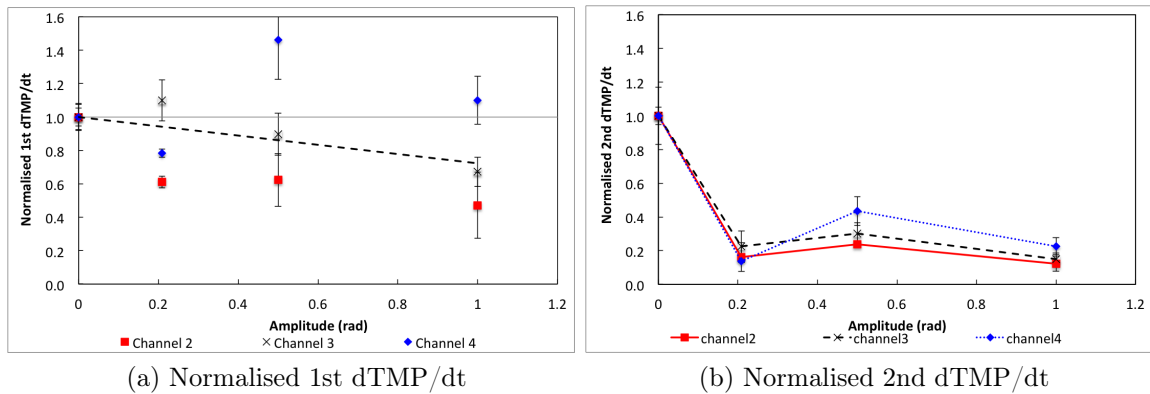 Normalised 1st dTMP/dt
1.6
1.4
1.2
1.0
0.8
0.6
0.4
0.2
0.0
0 0.2 0.4 0.6 0.8 1 1.2
Amplitude (rad)
Channel 2 Channel 3 Channel 4
(a) Normalised 1st dTMP/dt
Normalised 2nd dTMP/dt
1.6
1.4
1.2
1.0
0.8
0.6
0.4
0.2
0.0
0 0.2 0.4 0.6 0.8 1 1.2
Amplitude (rad)
channel2 channel3 channel4
(b) Normalised 2nd dTMP/dt